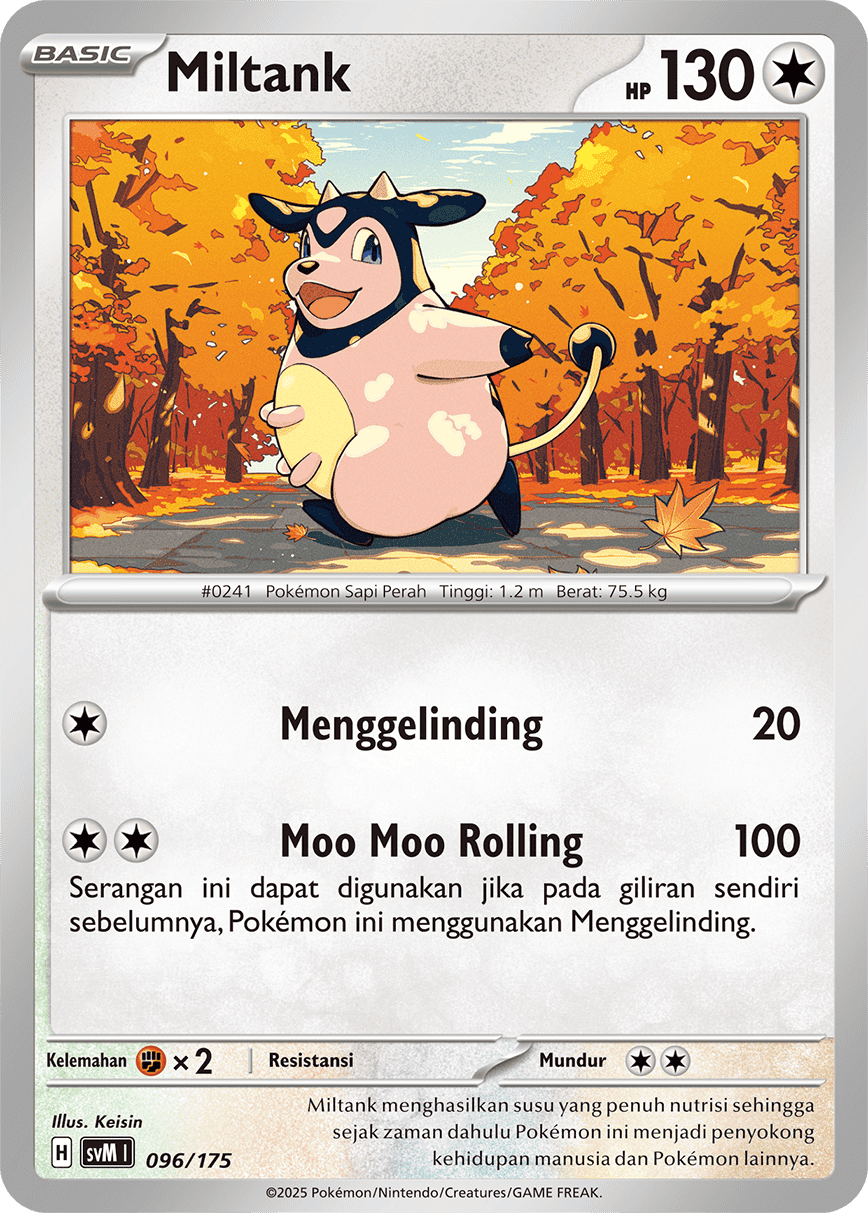 BASIC
Miltank
HP 130
#0241 Pokémon Sapi Perah Tinggi: 1.2 m Berat: 75.5 kg
Menggelinding 20
Moo Moo Rolling 100
Serangan ini dapat digunakan jika pada giliran sendiri
sebelumnya, Pokémon ini menggunakan Menggelinding.
Kelemahan ×2 Resistansi Mundur
Illus. Keisin
Miltank menghasilkan susu yang penuh nutrisi sehingga
sejak zaman dahulu Pokémon ini menjadi penyokong
kehidupan manusia dan Pokémon lainnya.
H svM I 096/175
©2025 Pokémon/Nintendo/Creatures/GAME FREAK.